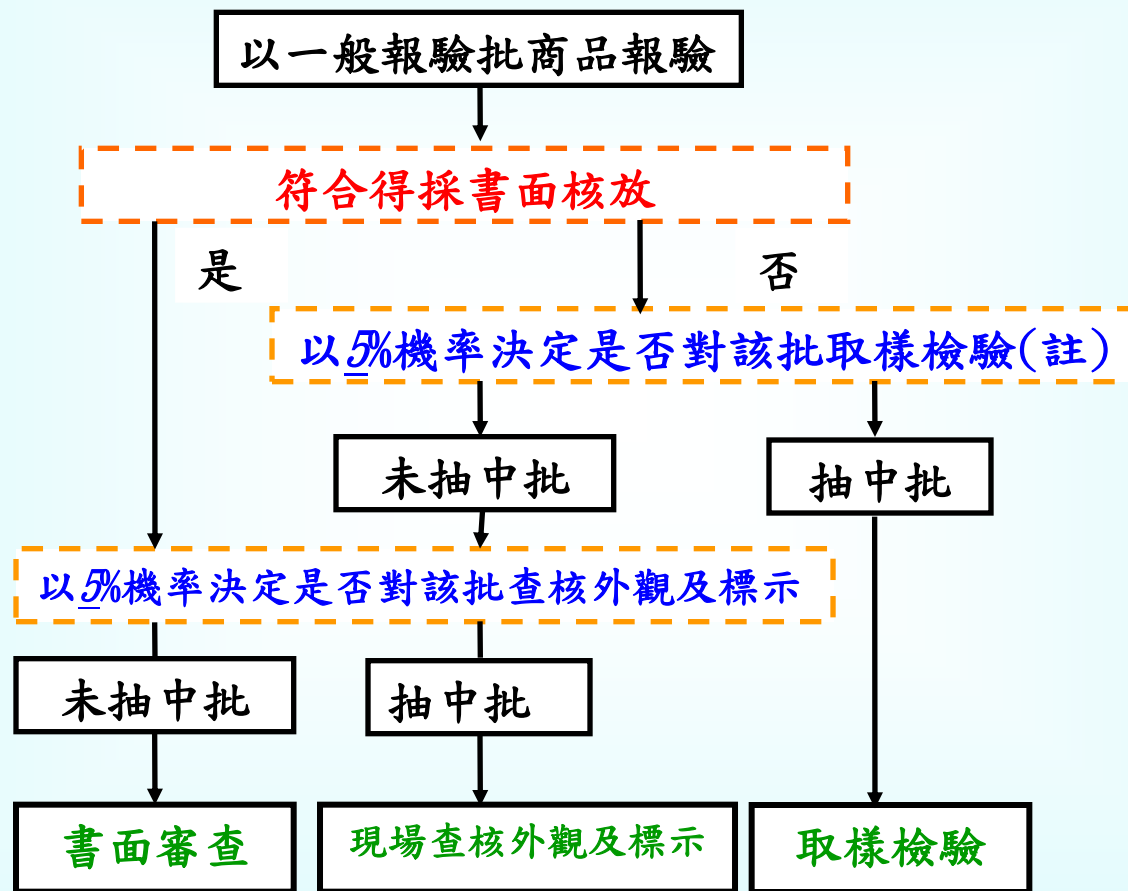 以一般報驗批商品報驗
符合得採書面核放
是
否
以5%機率決定是否對該批取樣檢驗(註)
未抽中批
抽中批
以5%機率決定是否對該批查核外觀及標示
未抽中批
抽中批
書面審查
現場查核外觀及標示
取樣檢驗